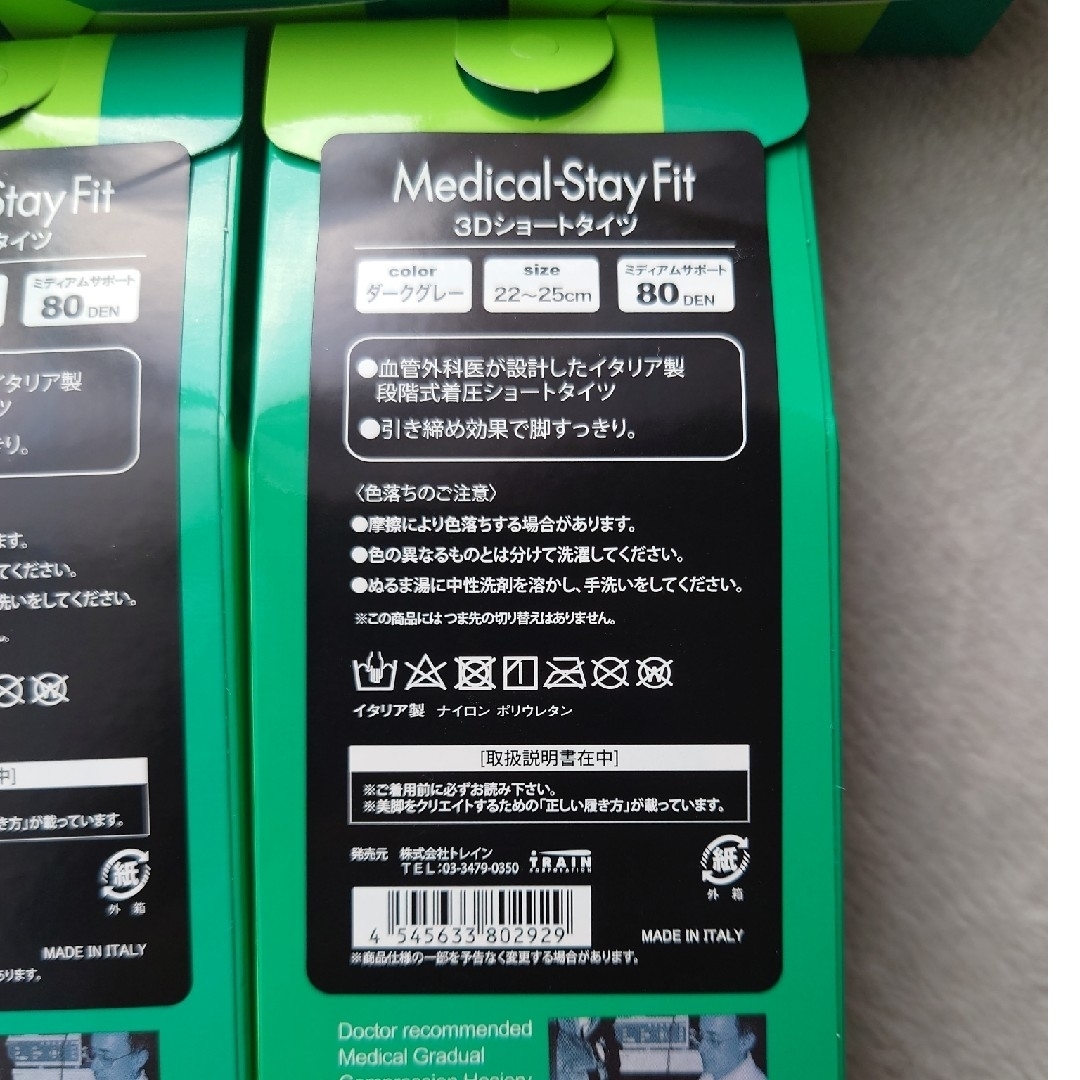 Stay Fit
タイツ
ミディアムサポート
80 DEN
イタリア製
ツ
きり。
ます。
てください。
洗いをしてください。
ん。
中]
き方」が載っています。
紙
外 箱
MADE IN ITALY
あります。
Medical-Stay Fit
3Dショートタイツ
color
ダークグレー
size
22～25cm
ミディアムサポート
80 DEN
●血管外科医が設計したイタリア製
段階式着圧ショートタイツ
●引き締め効果で脚すっきり。
〈色落ちのご注意〉
●摩擦により色落ちする場合があります。
●色の異なるものとは分けて洗濯してください。
●ぬるま湯に中性洗剤を溶かし、手洗いをしてください。
※この商品にはつま先の切り替えはありません。
イタリア製 ナイロン ポリウレタン
[取扱説明書在中]
※ご着用前に必ずお読み下さい。
※美脚をクリエイトするための「正しい履き方」が載っています。
発売元 株式会社トレイン
TEL:03-3479-0350
TRAIN
CORPORATION
紙
外 箱
4 545633 802929
MADE IN ITALY
※商品仕様の一部を予告なく変更する場合があります。
Doctor recommended
Medical Gradual
Compression Hosiery